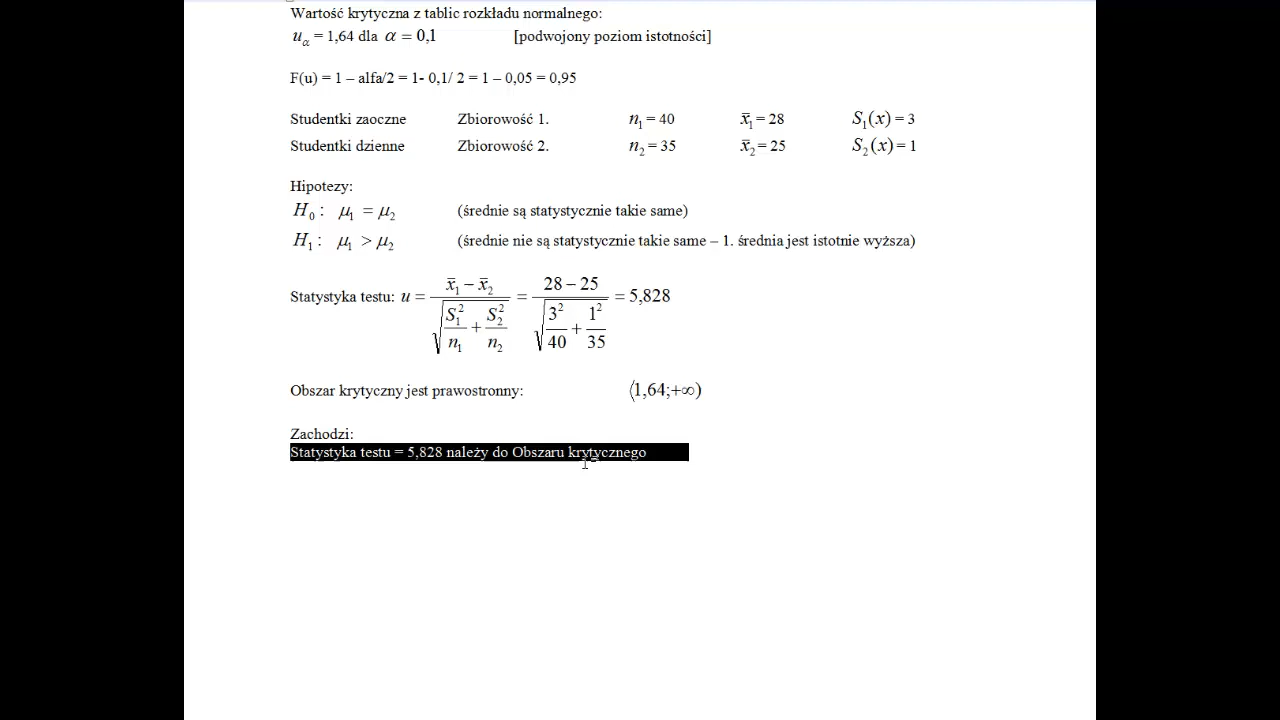 Wartość krytyczna z tablic rozkładu normalnego:
uα = 1,64 dla α = 0,1 [podwojony poziom istotności]
F(u) = 1 – alfa/2 = 1- 0,1/ 2 = 1 – 0,05 = 0,95
Studentki zaoczne Zbiorowość 1. n₁ = 40 x̄₁ = 28 S₁(x) = 3
Studentki dzienne Zbiorowość 2. n₂ = 35 x̄₂ = 25 S₂(x) = 1
Hipotezy:
H₀ : μ₁ = μ₂ (średnie są statystycznie takie same)
H₁ : μ₁ > μ₂ (średnie nie są statystycznie takie same – 1. średnia jest istotnie wyższa)
Statystyka testu: u = (x̄₁ – x̄₂) / √(S₁²/n₁ + S₂²/n₂) = (28 – 25) / √(3²/40 + 1²/35) = 5,828
Obszar krytyczny jest prawostronny: ⟨1,64;+∞)
Zachodzi:
Statystyka testu = 5,828 należy do Obszaru krytycznego